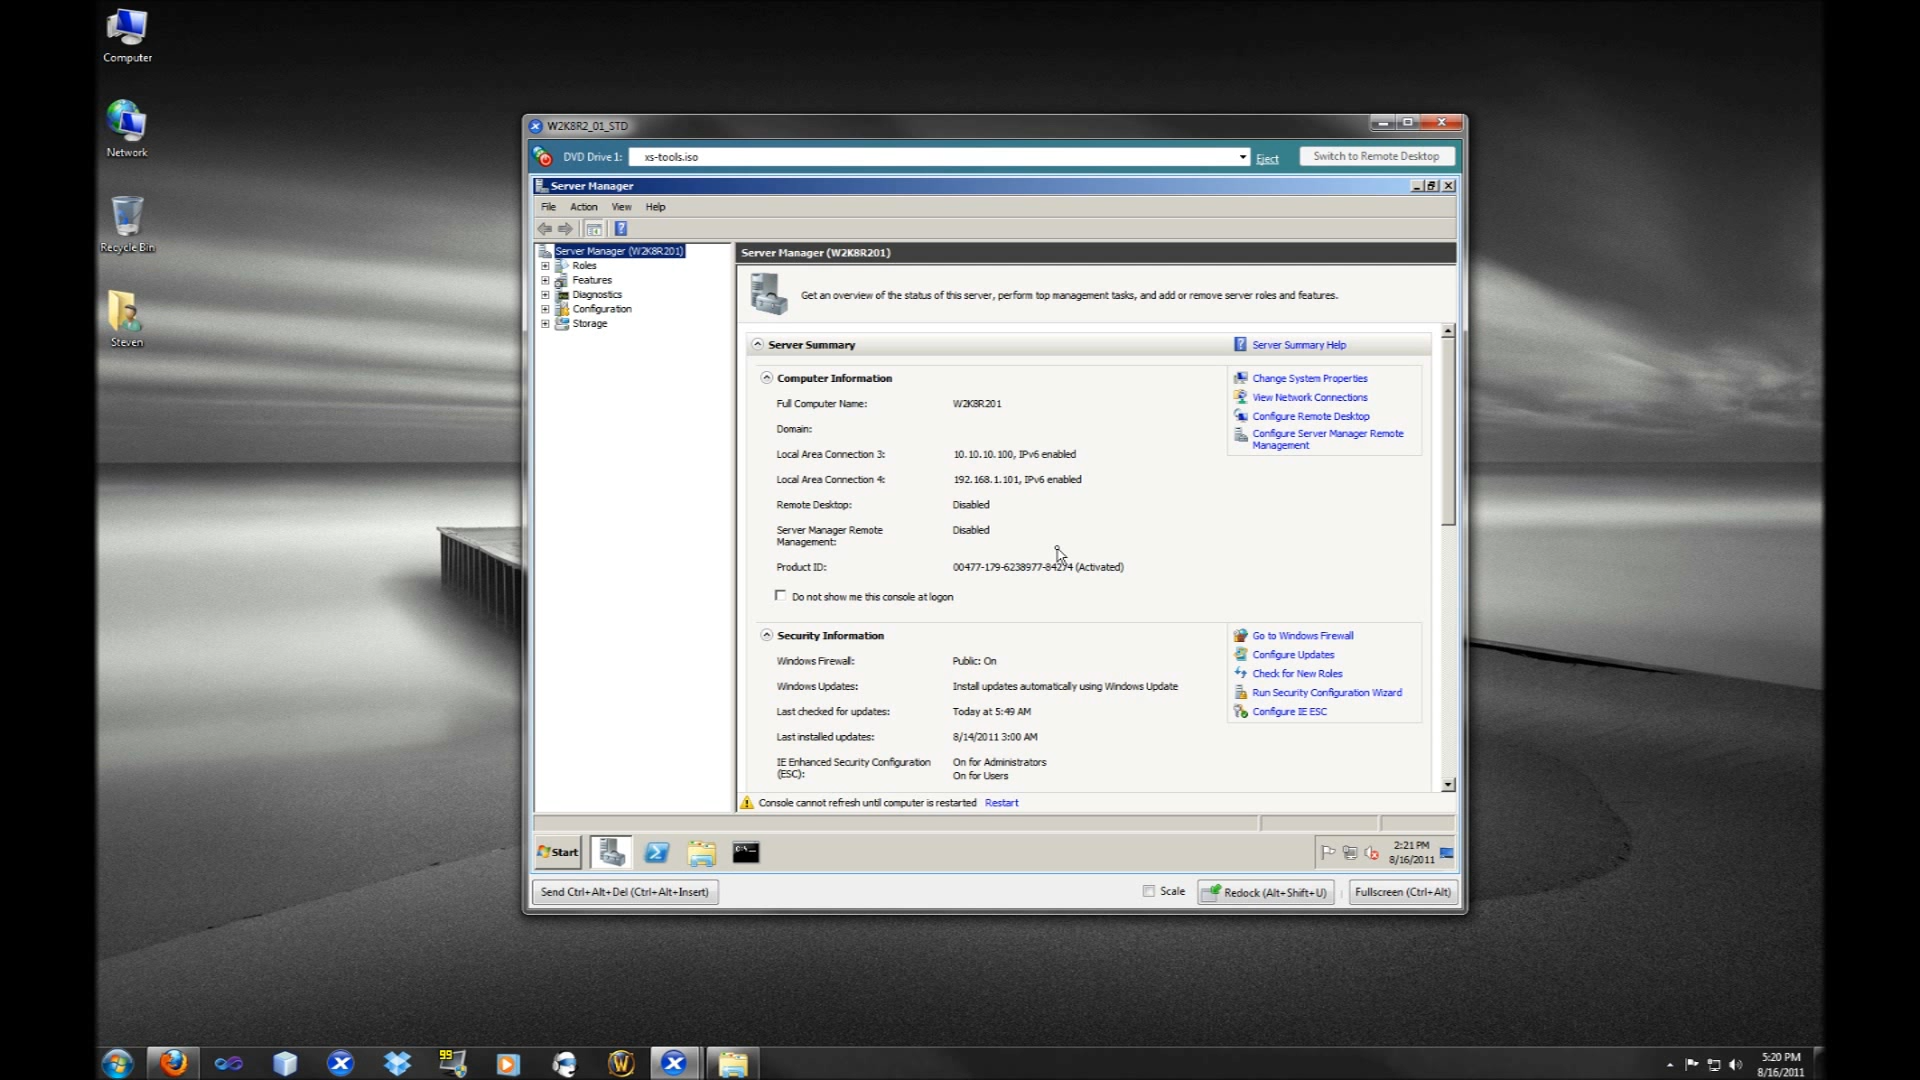 Computer
Network
Recycle Bin
Steven
W2K8R2_01_STD
DVD Drive 1: xs-tools.iso Eject Switch to Remote Desktop
Server Manager
File Action View Help
Server Manager (W2K8R201)
Roles
Features
Diagnostics
Configuration
Storage
Server Manager (W2K8R201)
Get an overview of the status of this server, perform top management tasks, and add or remove server roles and features.
Server Summary
Server Summary Help
Computer Information
Full Computer Name: W2K8R201
Domain:
Local Area Connection 3: 10.10.10.100, IPv6 enabled
Local Area Connection 4: 192.168.1.101, IPv6 enabled
Remote Desktop: Disabled
Server Manager Remote Disabled
Management:
Product ID: 00477-179-6238977-84274 (Activated)
Do not show me this console at logon
Change System Properties
View Network Connections
Configure Remote Desktop
Configure Server Manager Remote
Management
Security Information
Windows Firewall: Public: On
Windows Updates: Install updates automatically using Windows Update
Last checked for updates: Today at 5:49 AM
Last installed updates: 8/14/2011 3:00 AM
IE Enhanced Security Configuration On for Administrators
(ESC): On for Users
Go to Windows Firewall
Configure Updates
Check for New Roles
Run Security Configuration Wizard
Configure IE ESC
Console cannot refresh until computer is restarted Restart
Start
2:21 PM
8/16/2011
Send Ctrl+Alt+Del (Ctrl+Alt+Insert) Scale Redock (Alt+Shift+U) Fullscreen (Ctrl+Alt)
99
5:20 PM
8/16/2011